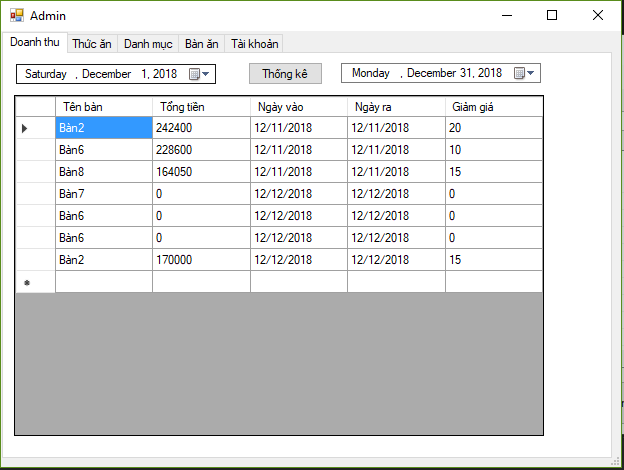 Admin
Doanh thu Thức ăn Danh mục Bàn ăn Tài khoản
Saturday , December 1, 2018 Thống kê Monday , December 31, 2018
Tên bàn Tổng tiền Ngày vào Ngày ra Giảm giá
Bàn2 242400 12/11/2018 12/11/2018 20
Bàn6 228600 12/11/2018 12/11/2018 10
Bàn8 164050 12/11/2018 12/11/2018 15
Bàn7 0 12/12/2018 12/12/2018 0
Bàn6 0 12/12/2018 12/12/2018 0
Bàn6 0 12/12/2018 12/12/2018 0
Bàn2 170000 12/12/2018 12/12/2018 15